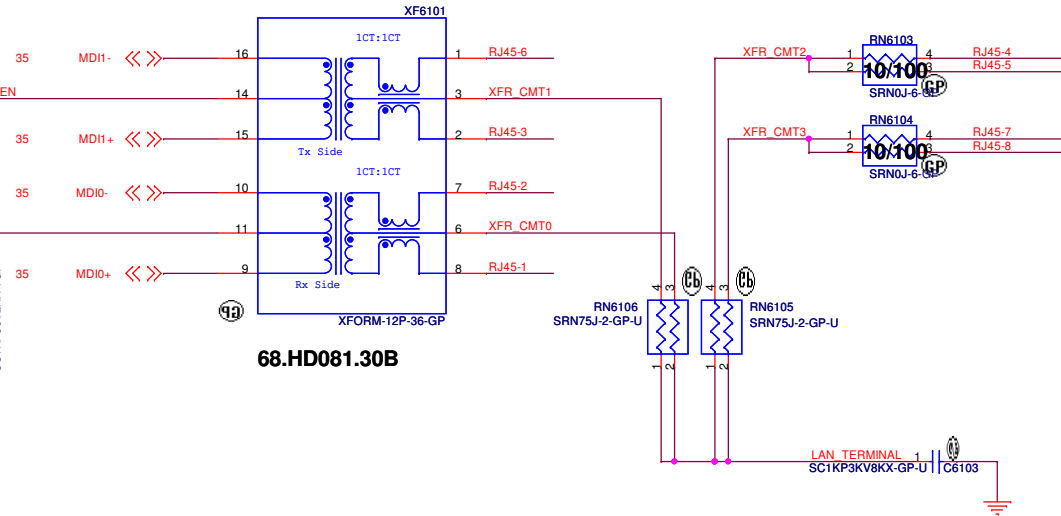 XF6101
1CT:1CT
35 MDI1- 16 1 RJ45-6
EN 14 3 XFR_CMT1
35 MDI1+ 15 2 RJ45-3
Tx Side
1CT:1CT
35 MDI0- 10 7 RJ45-2
11 6 XFR_CMT0
35 MDI0+ 9 8 RJ45-1
Rx Side
XFORM-12P-36-GP
68.HD081.30B
RN6103
XFR_CMT2 1 4 RJ45-4
2 10/100 3 RJ45-5
GP
SRN0J-6-GP
RN6104
XFR_CMT3 1 4 RJ45-7
2 10/100 3 RJ45-8
GP
SRN0J-6-GP
4 3 4 3
RN6106
SRN75J-2-GP-U
RN6105
SRN75J-2-GP-U
1 2 1 2
LAN_TERMINAL 1
SC1KP3KV8KX-GP-U C6103